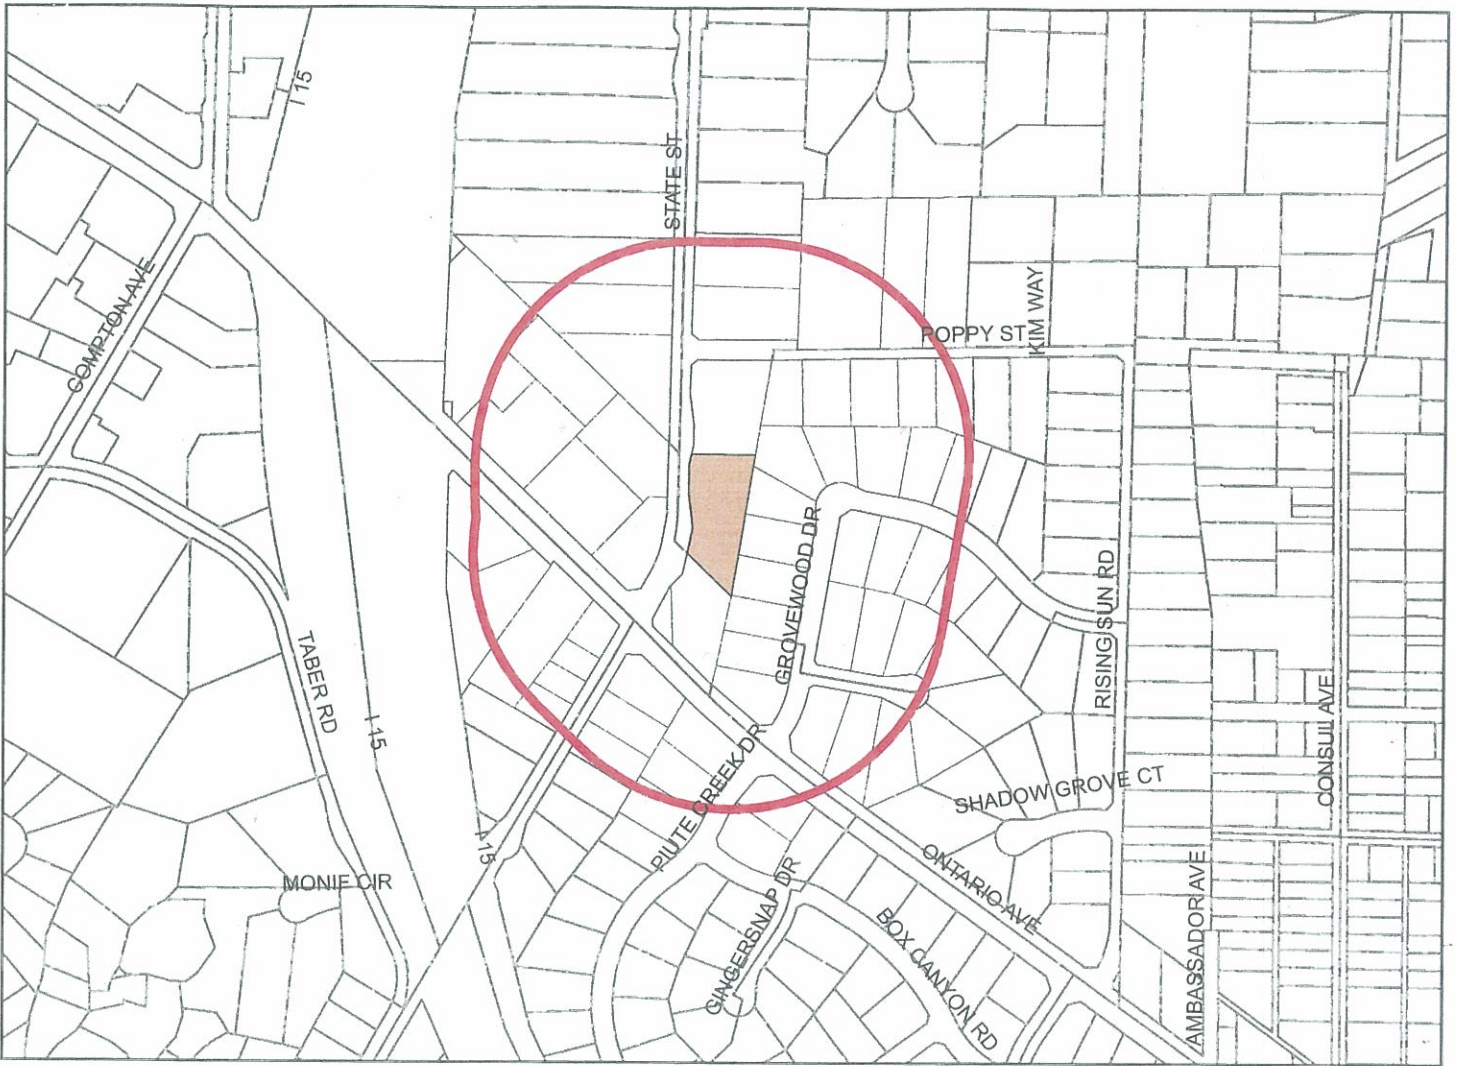 I 15
STATE ST
COMPTON AVE
KIM WAY
POPPY ST
GROVEWOOD DR
RISING SUN RD
TABER RD
I 15
CONSUL AVE
PIUTE CREEK DR
SHADOW GROVE CT
I 15
ONTARIO AVE
MONIE CIR
GINGERSNAP DR
BOX CANYON RD
AMBASSADOR AVE